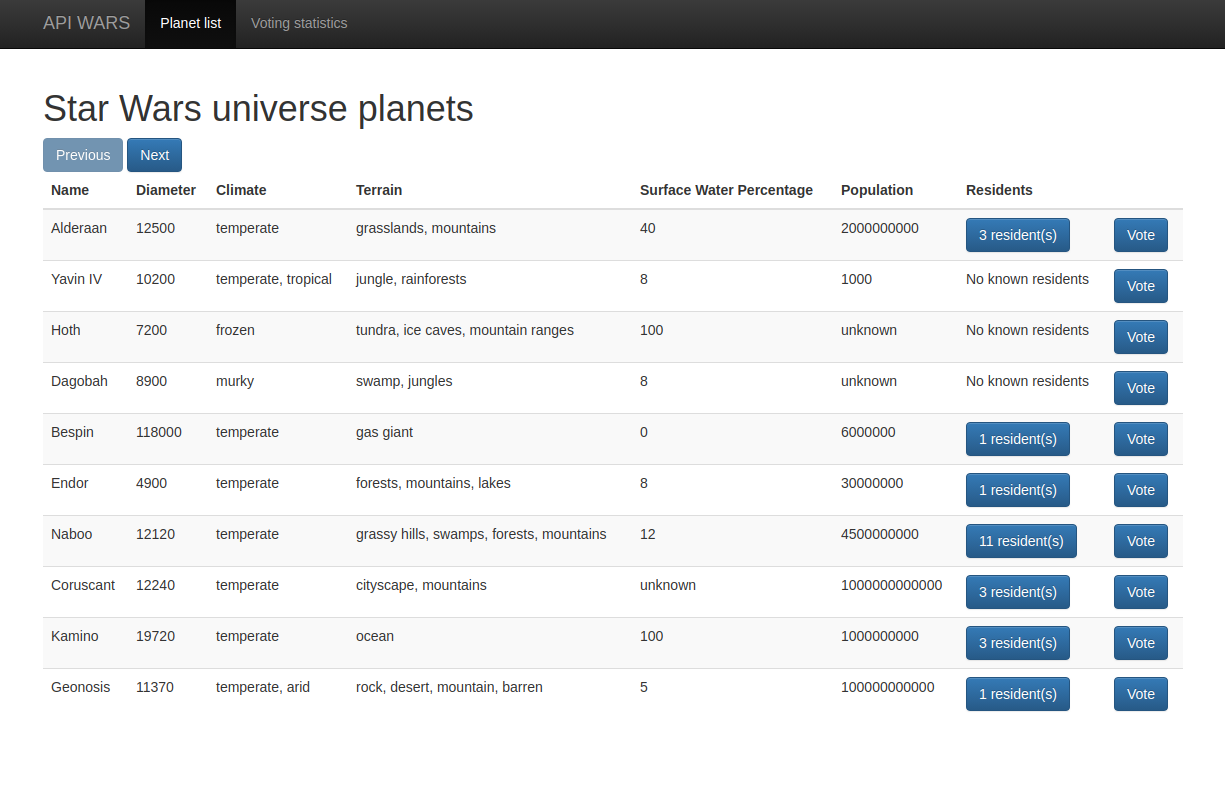 API WARS Planet list Voting statistics
Star Wars universe planets
Previous Next
Name Diameter Climate Terrain Surface Water Percentage Population Residents
Alderaan 12500 temperate grasslands, mountains 40 2000000000 3 resident(s) Vote
Yavin IV 10200 temperate, tropical jungle, rainforests 8 1000 No known residents Vote
Hoth 7200 frozen tundra, ice caves, mountain ranges 100 unknown No known residents Vote
Dagobah 8900 murky swamp, jungles 8 unknown No known residents Vote
Bespin 118000 temperate gas giant 0 6000000 1 resident(s) Vote
Endor 4900 temperate forests, mountains, lakes 8 30000000 1 resident(s) Vote
Naboo 12120 temperate grassy hills, swamps, forests, mountains 12 4500000000 11 resident(s) Vote
Coruscant 12240 temperate cityscape, mountains unknown 1000000000000 3 resident(s) Vote
Kamino 19720 temperate ocean 100 1000000000 3 resident(s) Vote
Geonosis 11370 temperate, arid rock, desert, mountain, barren 5 100000000000 1 resident(s) Vote